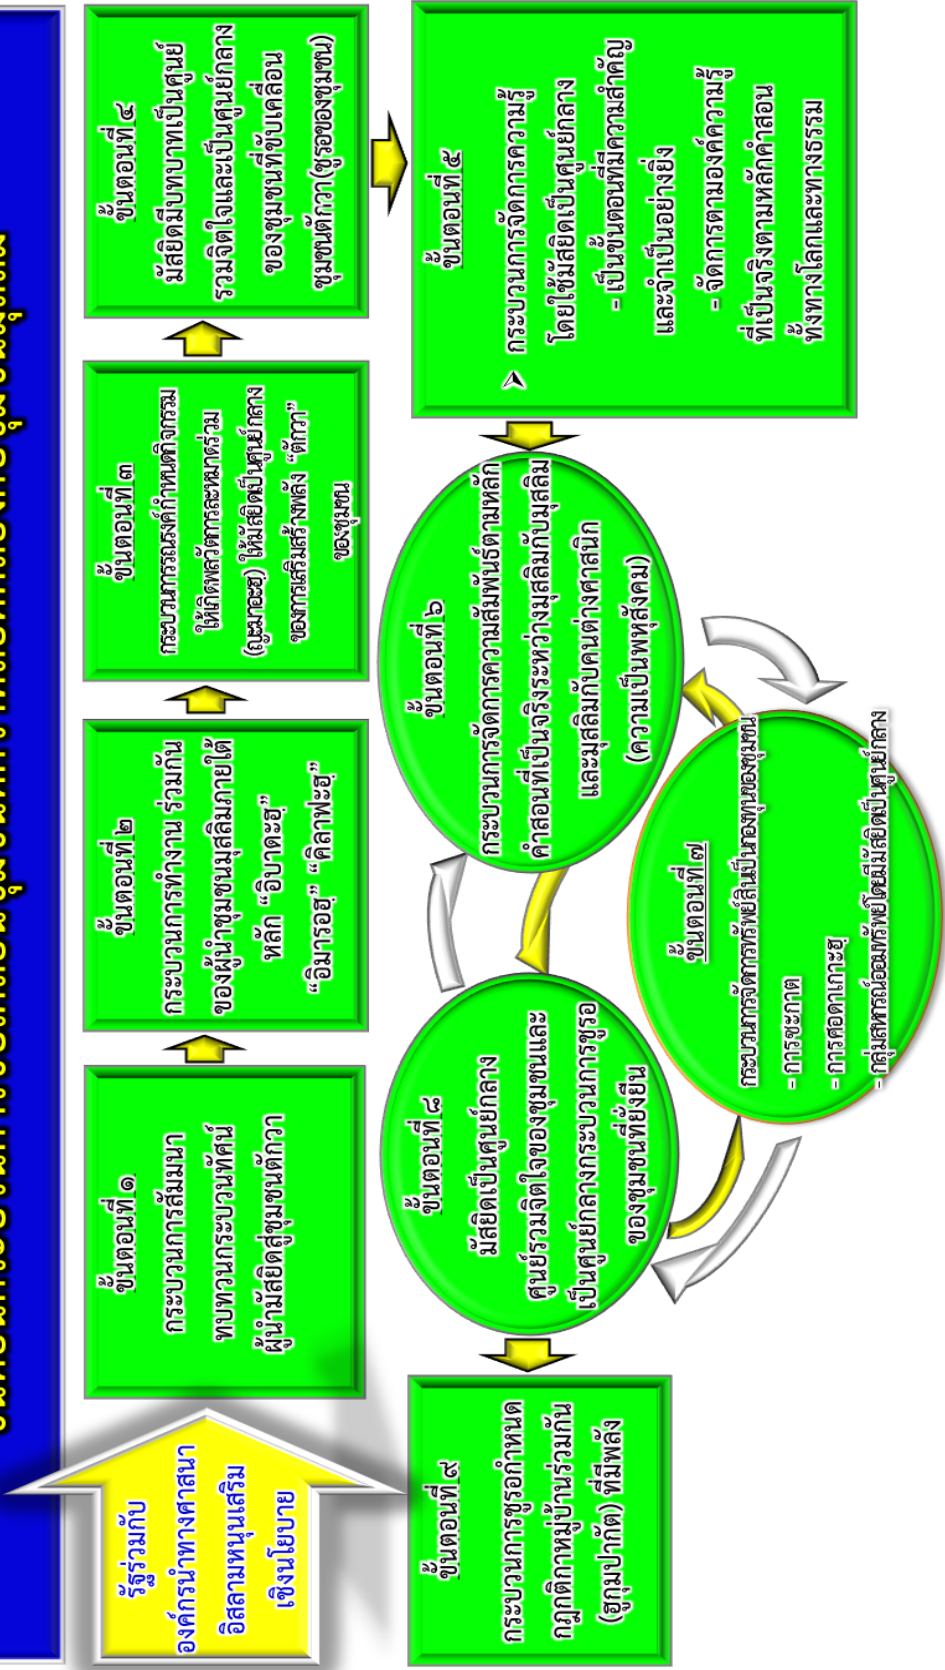 รัฐร่วมกับ
องค์กรนำทางศาสนา
อิสลามหนุนเสริม
เชิงนโยบาย
ขั้นตอนที่ ๑
กระบวนการสัมมนา
ทบทวนกระบวนทัศน์
ผู้นำมัสยิดสู่ชุมชนตักวา
ขั้นตอนที่ ๒
กระบวนการทำงาน ร่วมกัน
ของผู้นำชุมชนมุสลิมภายใต้
หลัก “อิบาดะฮฺ”
“อิมารอฮฺ” “คิลาฟะฮฺ”
ขั้นตอนที่ ๓
กระบวนการรณรงค์กำหนดกิจกรรม
ให้เกิดพลวัตการละหมาดร่วม
(ญะมาอะฮฺ) ให้มัสยิดเป็นศูนย์กลาง
ของการเสริมสร้างพลัง “ตักวา”
ของชุมชน
ขั้นตอนที่ ๔
มัสยิดมีบทบาทเป็นศูนย์
รวมจิตใจและเป็นศูนย์กลาง
ของชุมชนที่ขับเคลื่อน
ชุมชนตักวา(ชูรอของชุมชน)
ขั้นตอนที่ ๕
กระบวนการจัดการความรู้
โดยใช้มัสยิดเป็นศูนย์กลาง
- เป็นขั้นตอนที่มีความสำคัญ
และจำเป็นอย่างยิ่ง
- จัดการตามองค์ความรู้
ที่เป็นจริงตามหลักคำสอน
ทั้งทางโลกและทางธรรม
ขั้นตอนที่ ๖
กระบวนการจัดการความสัมพันธ์ตามหลัก
คำสอนที่เป็นจริงระหว่างมุสลิมกับมุสลิม
และมุสลิมกับคนต่างศาสนิก
(ความเป็นพหุสังคม)
ขั้นตอนที่ ๗
กระบวนการจัดการทรัพย์สินเป็นกองทุนของชุมชน
- การซะกาต
- การศอดาเกาะฮฺ
- กลุ่มสหกรณ์ออมทรัพย์โดยมีมัสยิดเป็นศูนย์กลาง
ขั้นตอนที่ ๘
มัสยิดเป็นศูนย์กลาง
ศูนย์รวมจิตใจของชุมชนและ
เป็นศูนย์กลางกระบวนการชูรอ
ของชุมชนที่ยั่งยืน
ขั้นตอนที่ ๙
กระบวนการชูรอกำหนด
กฎกติกาหมู่บ้านร่วมกัน
(ฮูกุมปากัต) ที่มีพลัง